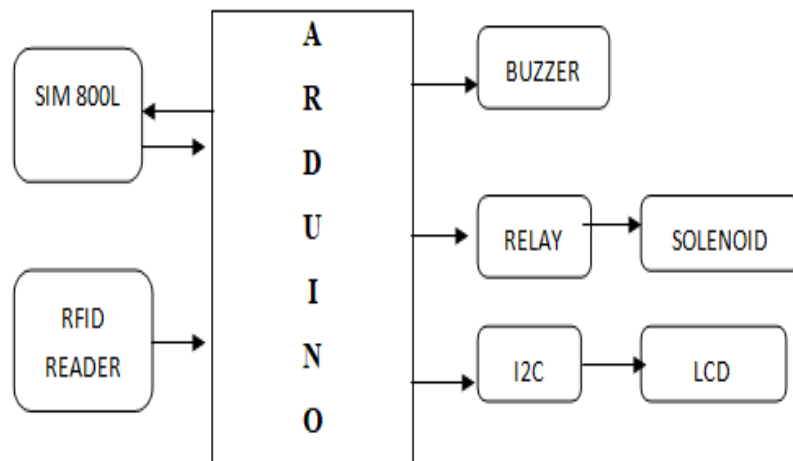 SIM 800L
RFID
READER
A
R
D
U
I
N
O
BUZZER
RELAY
SOLENOID
I2C
LCD